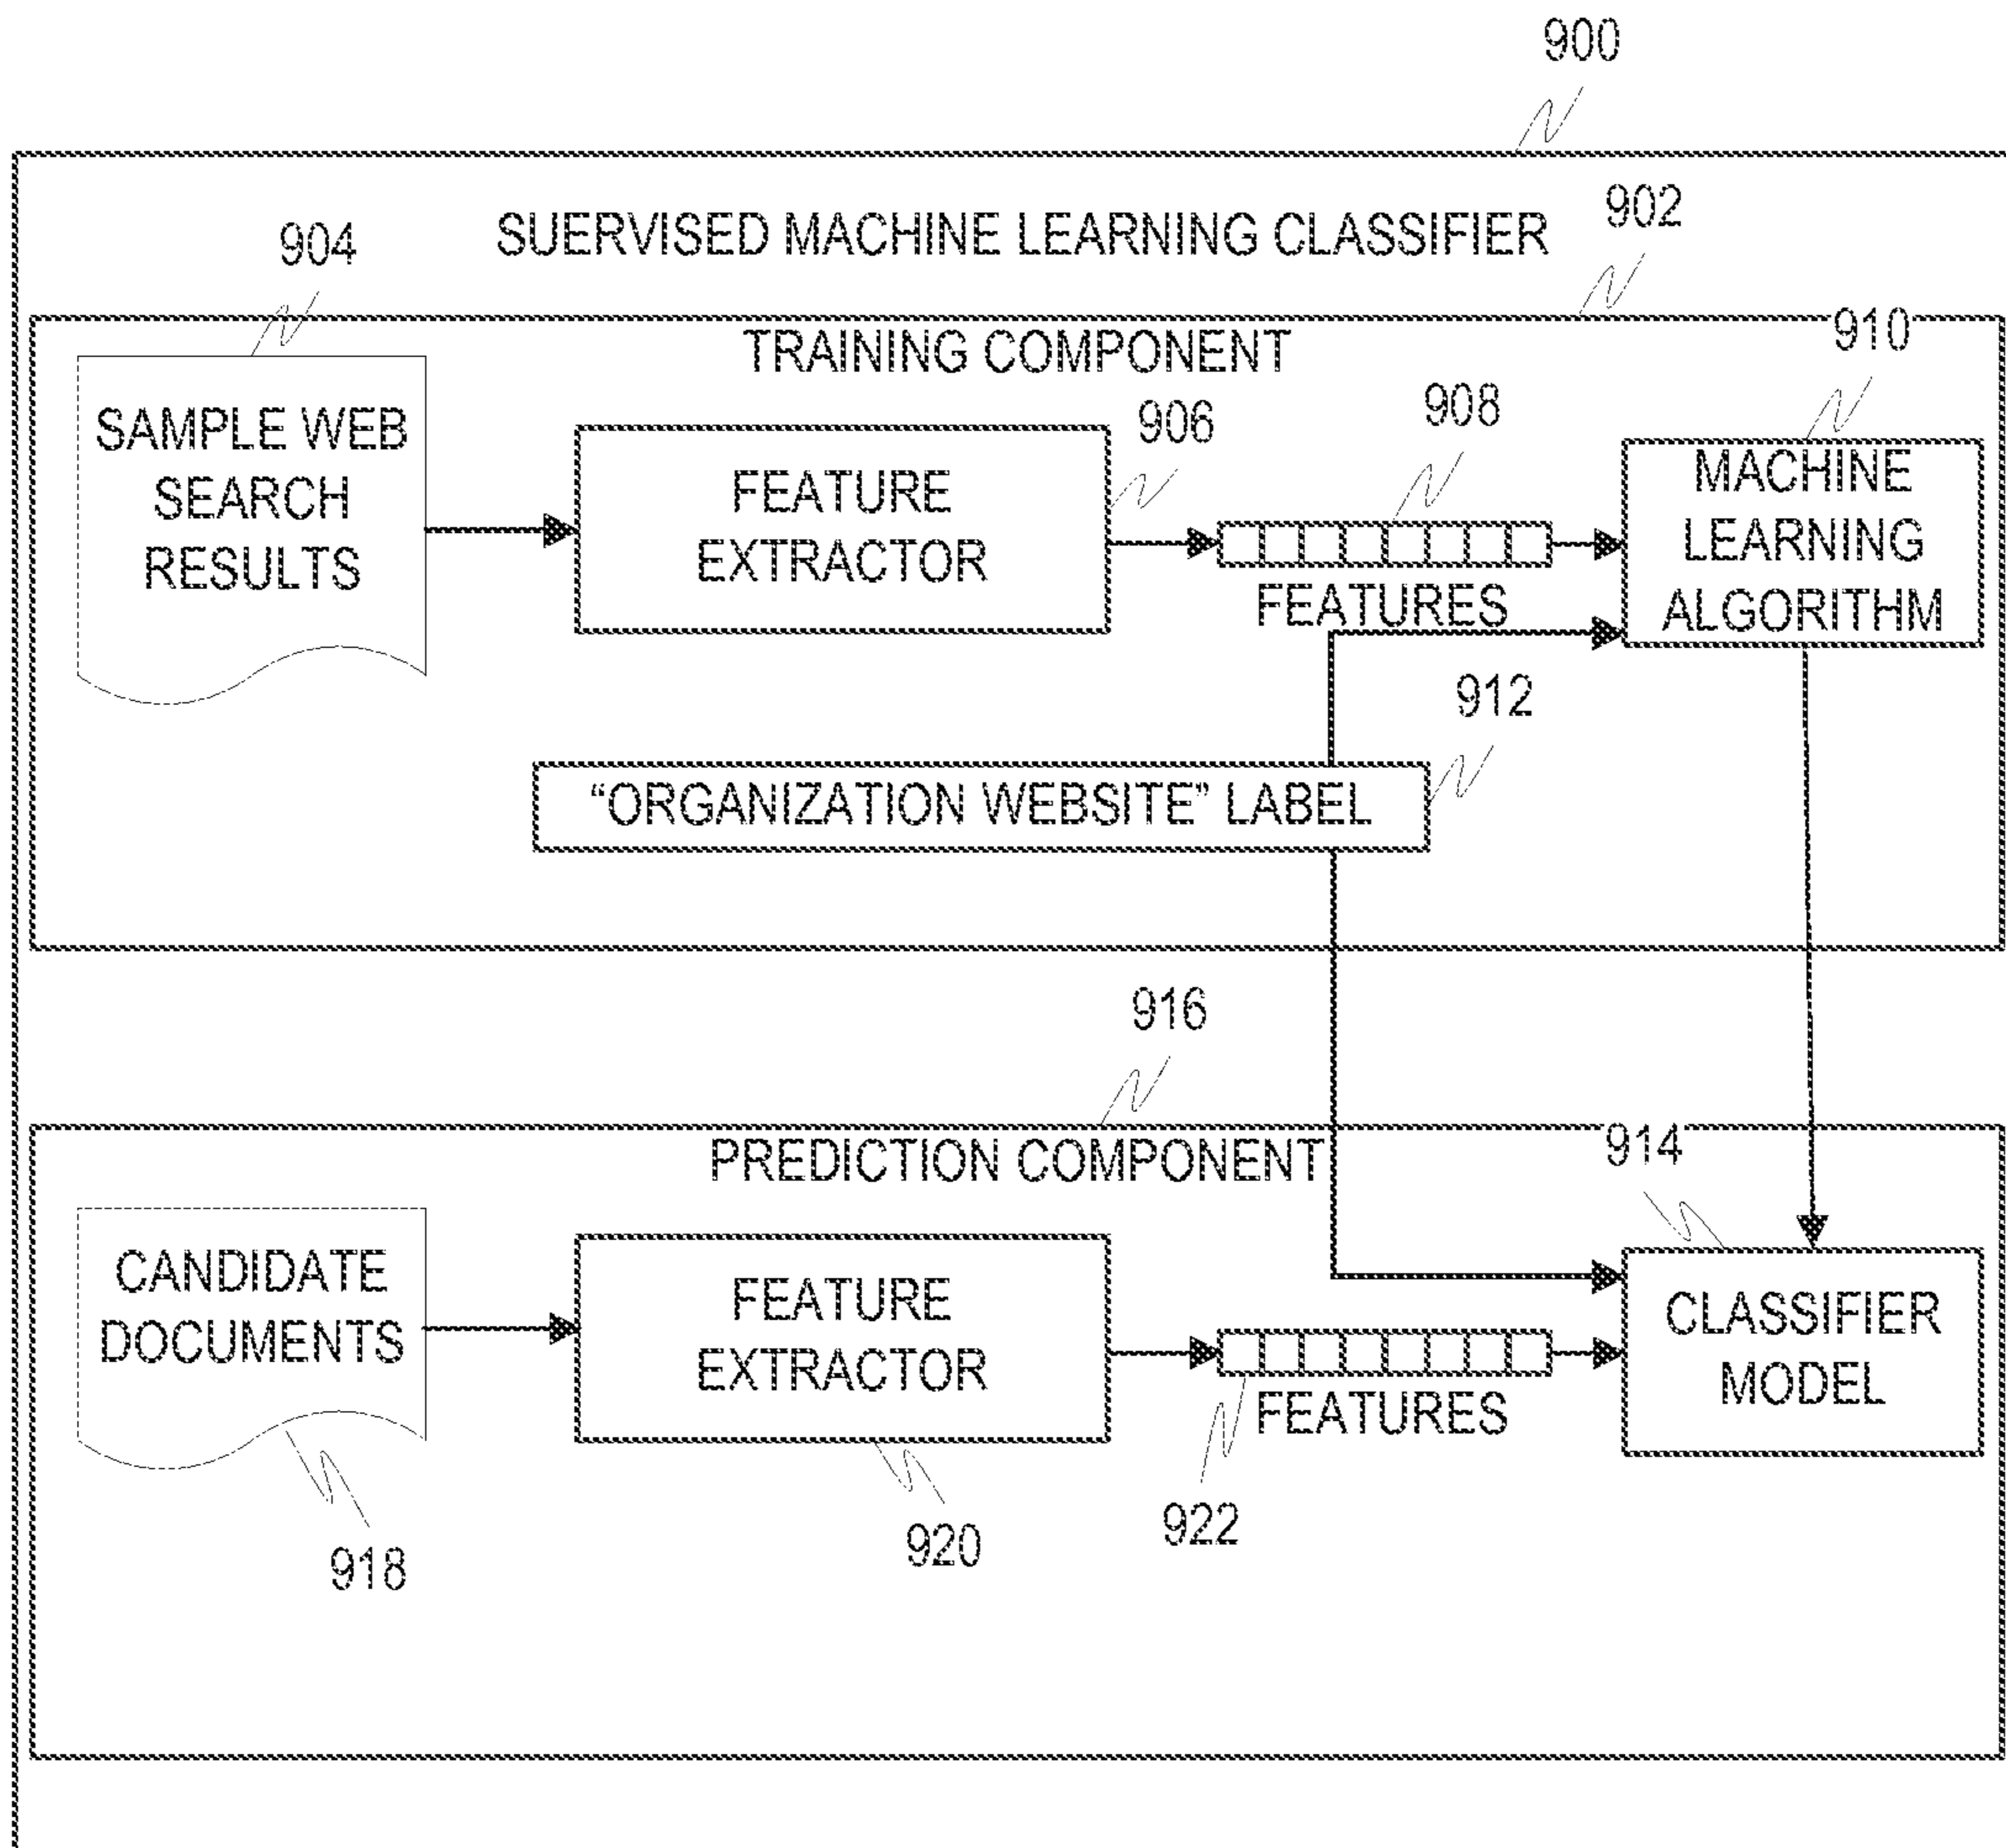 900
SUERVISED MACHINE LEARNING CLASSIFIER
902
904
TRAINING COMPONENT
910
SAMPLE WEB
SEARCH
RESULTS
906
FEATURE
EXTRACTOR
908
FEATURES
MACHINE
LEARNING
ALGORITHM
912
“ORGANIZATION WEBSITE” LABEL
916
PREDICTION COMPONENT
914
CANDIDATE
DOCUMENTS
918
FEATURE
EXTRACTOR
920
FEATURES
922
CLASSIFIER
MODEL